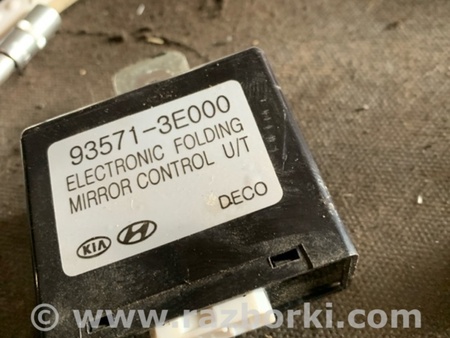 93571-3E000
ELECTRONIC FOLDING
MIRROR CONTROL U/T
DECO
KIA
© www.razborki.com